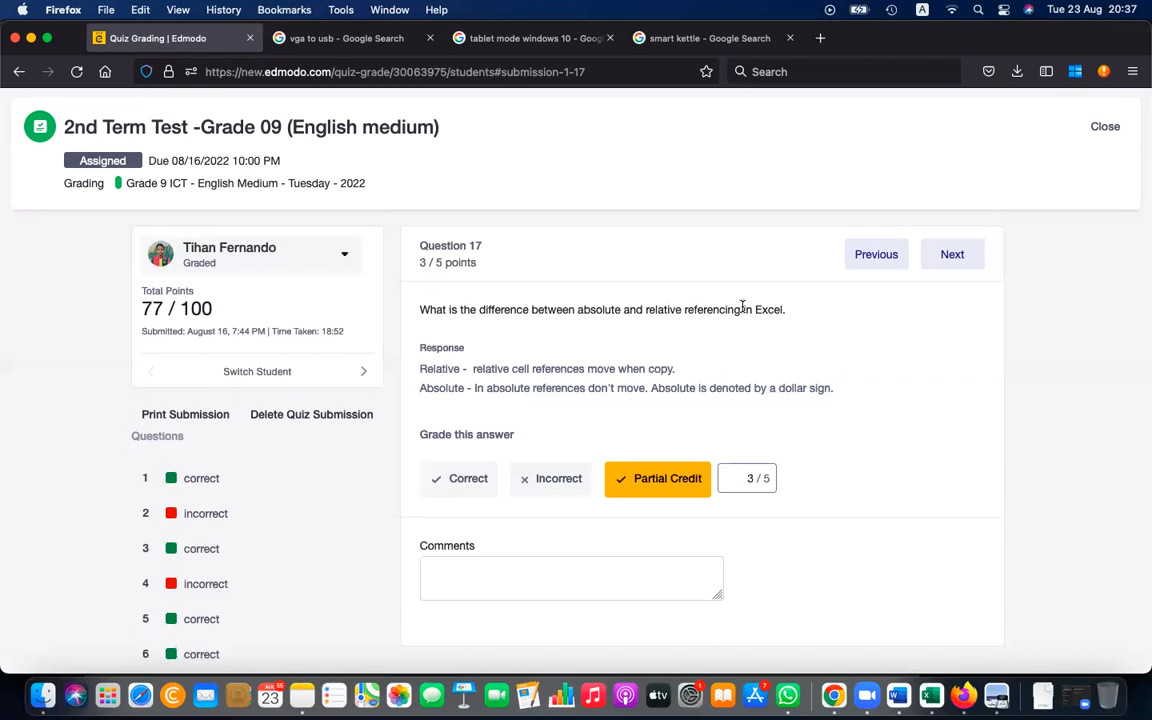 Firefox File Edit View History Bookmarks Tools Window Help A Tue 23 Aug 20:37
Quiz Grading | Edmodo vga to usb - Google Search tablet mode windows 10 - Goog smart kettle - Google Search
https://new.edmodo.com/quiz-grade/30063975/students#submission-1-17 Search
2nd Term Test -Grade 09 (English medium) Close
Assigned Due 08/16/2022 10:00 PM
Grading Grade 9 ICT - English Medium - Tuesday - 2022
Tihan Fernando
Graded
Total Points
77 / 100
Submitted: August 16, 7:44 PM | Time Taken: 18:52
Switch Student
Print Submission Delete Quiz Submission
Questions
1 correct
2 incorrect
3 correct
4 incorrect
5 correct
6 correct
Question 17
3 / 5 points
Previous Next
What is the difference between absolute and relative referencing in Excel.
Response
Relative - relative cell references move when copy.
Absolute - In absolute references don't move. Absolute is denoted by a dollar sign.
Grade this answer
Correct Incorrect Partial Credit 3 / 5
Comments